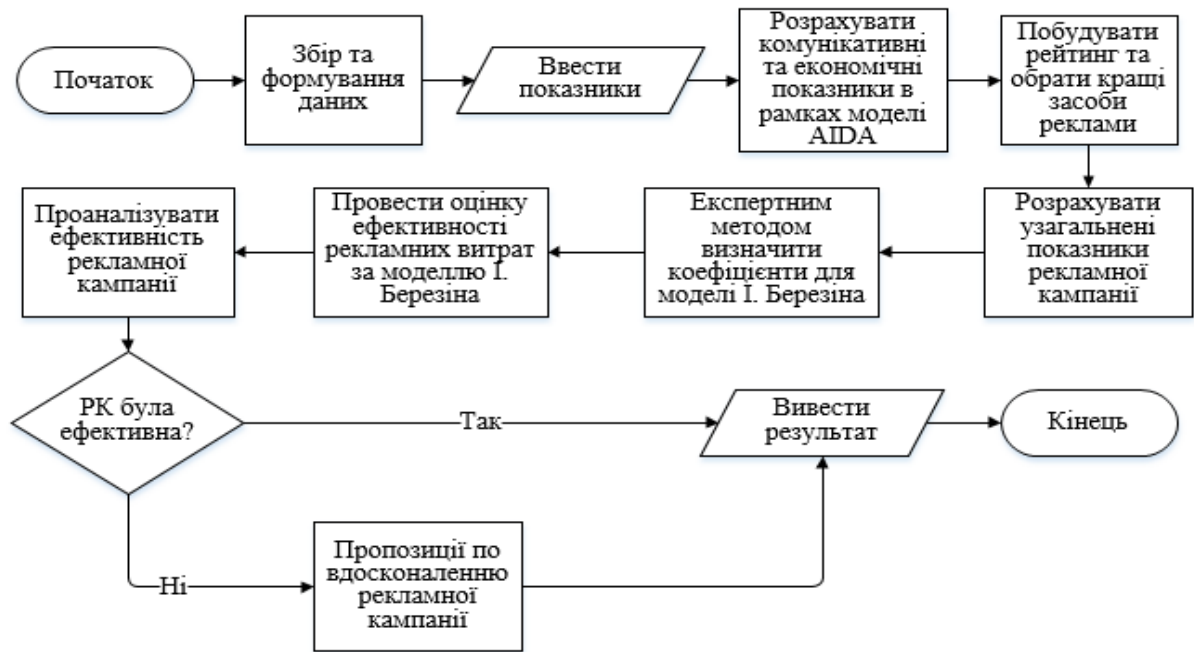 Початок
Збір та
формування
даних
Ввести
показники
Розрахувати
комунікативні
та економічні
показники в
рамках моделі
AIDA
Побудувати
рейтинг та
обрати кращі
засоби
реклами
Розрахувати
узагальнені
показники
рекламної
кампанії
Експертним
методом
визначити
коефіцієнти для
моделі І. Березіна
Провести оцінку
ефективності
рекламних витрат
за моделлю І.
Березіна
Проаналізувати
ефективність
рекламної
кампанії
РК була
ефективна?
Так
Вивести
результат
Кінець
Ні
Пропозиції по
вдосконаленню
рекламної
кампанії